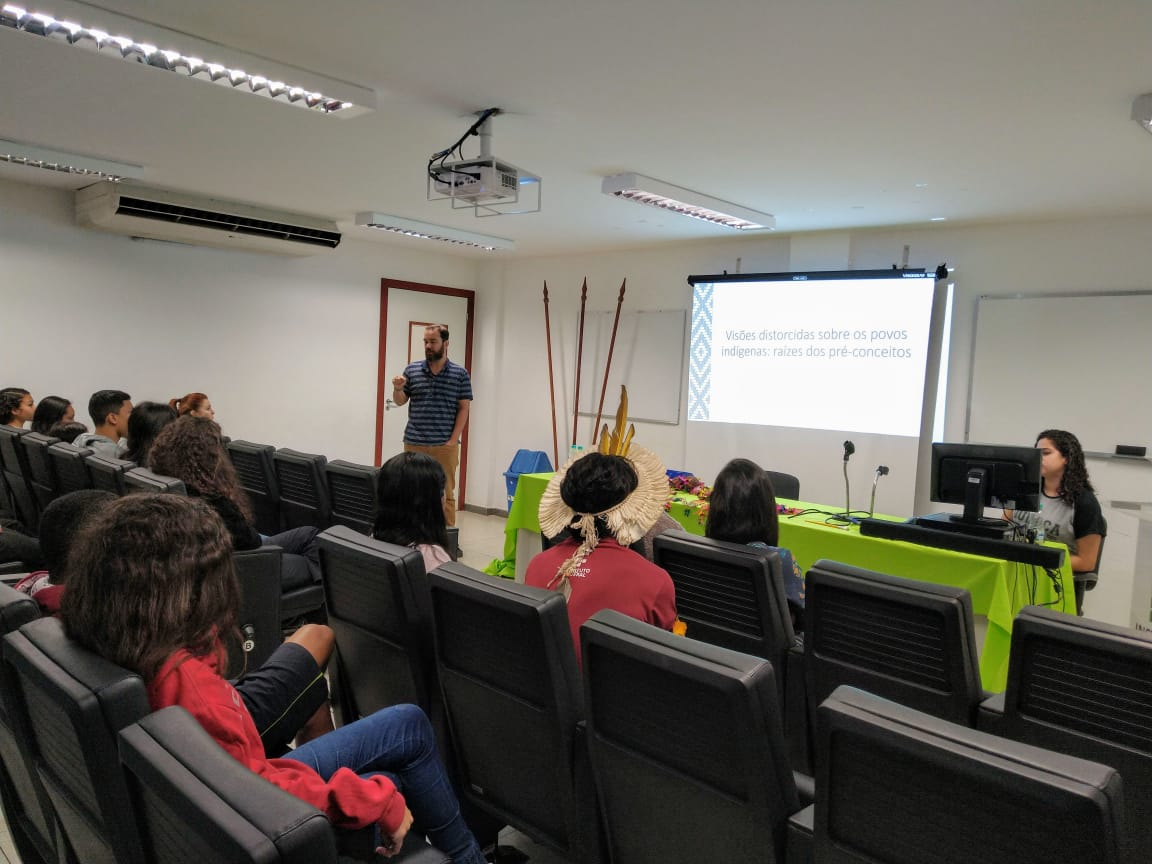 Visões distorcidas sobre os povos
indígenas: raízes dos pré-conceitos